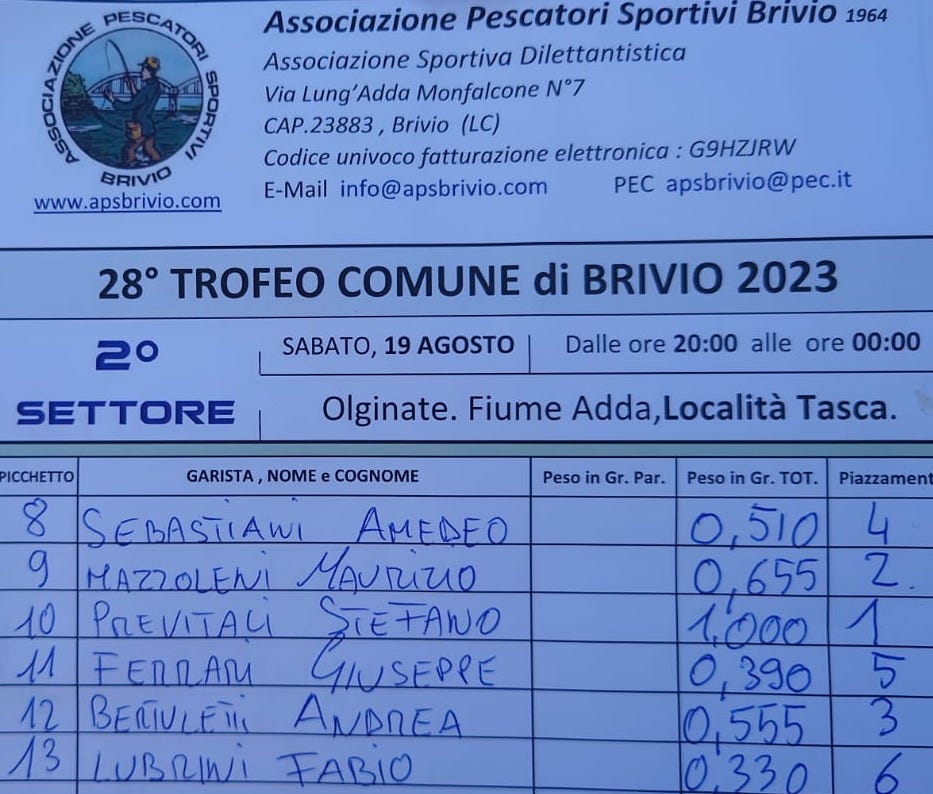 ASSOCIAZIONE PESCATORI SPORTIVI
BRIVIO
www.apsbrivio.com
Associazione Pescatori Sportivi Brivio 1964
Associazione Sportiva Dilettantistica
Via Lung'Adda Monfalcone N°7
CAP.23883 , Brivio (LC)
Codice univoco fatturazione elettronica : G9HZJRW
E-Mail info@apsbrivio.com PEC apsbrivio@pec.it
28° TROFEO COMUNE di BRIVIO 2023
2° SETTORE
SABATO, 19 AGOSTO Dalle ore 20:00 alle ore 00:00
Olginate. Fiume Adda,Località Tasca.
PICCHETTO GARISTA , NOME e COGNOME Peso in Gr. Par. Peso in Gr. TOT. Piazzament
8 SEBASTIANI AMEDEO 0,510 4
9 MAZZOLENI MAURIZIO 0,655 2.
10 PREVITALI STEFANO 1.000 1
11 FERRARI GIUSEPPE 0,390 5
12 BERTULETTI ANDREA 0,555 3
13 LUBRINI FABIO 0,330 6